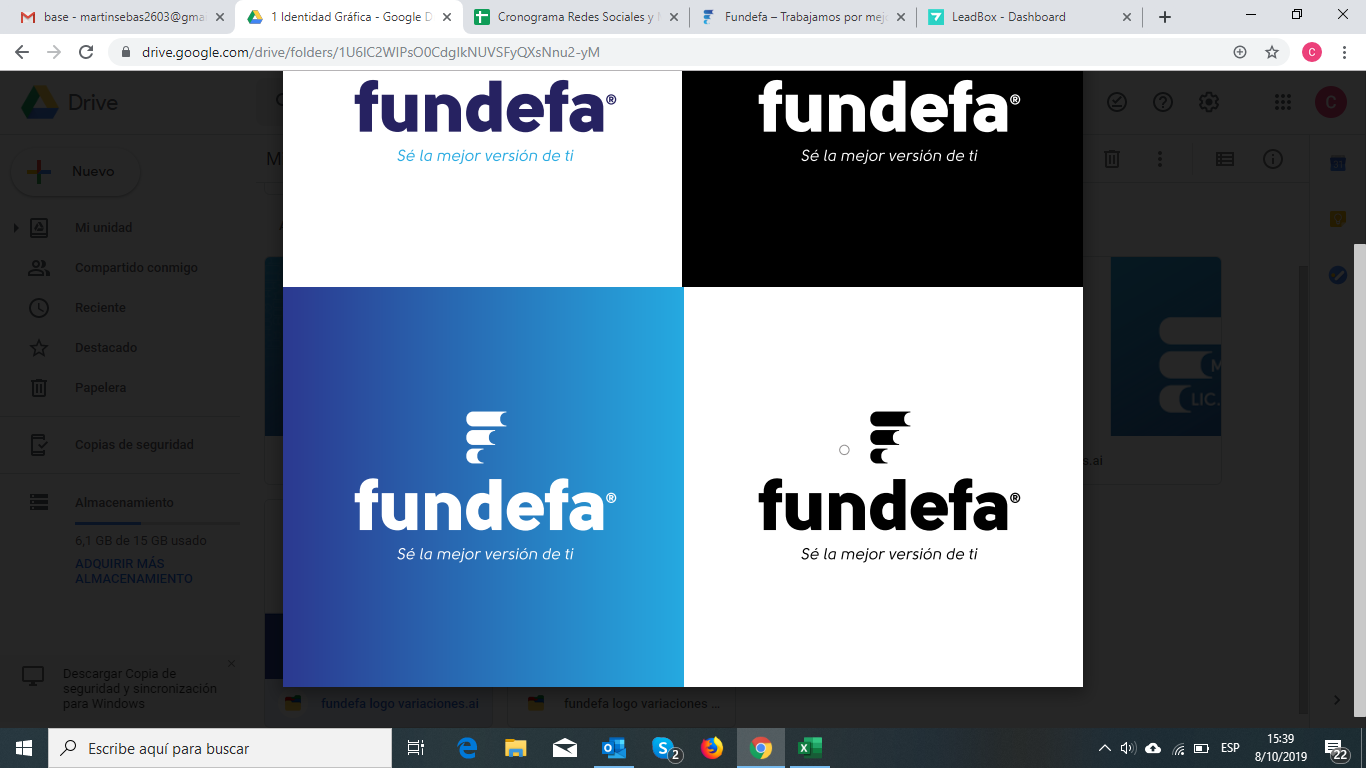 base - martinsebas2603@gma
1 Identidad Gráfica - Google D
Cronograma Redes Sociales y
Fundefa – Trabajamos por mej
LeadBox - Dashboard
drive.google.com/drive/folders/1U6lC2WlPsO0CdglkNUVSFyQXsNnu2-yM
C
Drive
C
Nuevo
Mi unidad
Compartido conmigo
Reciente
Destacado
Papelera
Copias de seguridad
Almacenamiento
6,1 GB de 15 GB usado
ADQUIRIR MÁS
ALMACENAMIENTO
Descargar Copia de
seguridad y sincronización
para Windows
fundefa®
Sé la mejor versión de ti
fundefa®
Sé la mejor versión de ti
fundefa®
Sé la mejor versión de ti
fundefa®
Sé la mejor versión de ti
LIC.
s.ai
fundefa logo variaciones.ai
fundefa logo variaciones ...
Escribe aquí para buscar
2
ESP
15:39
8/10/2019
22